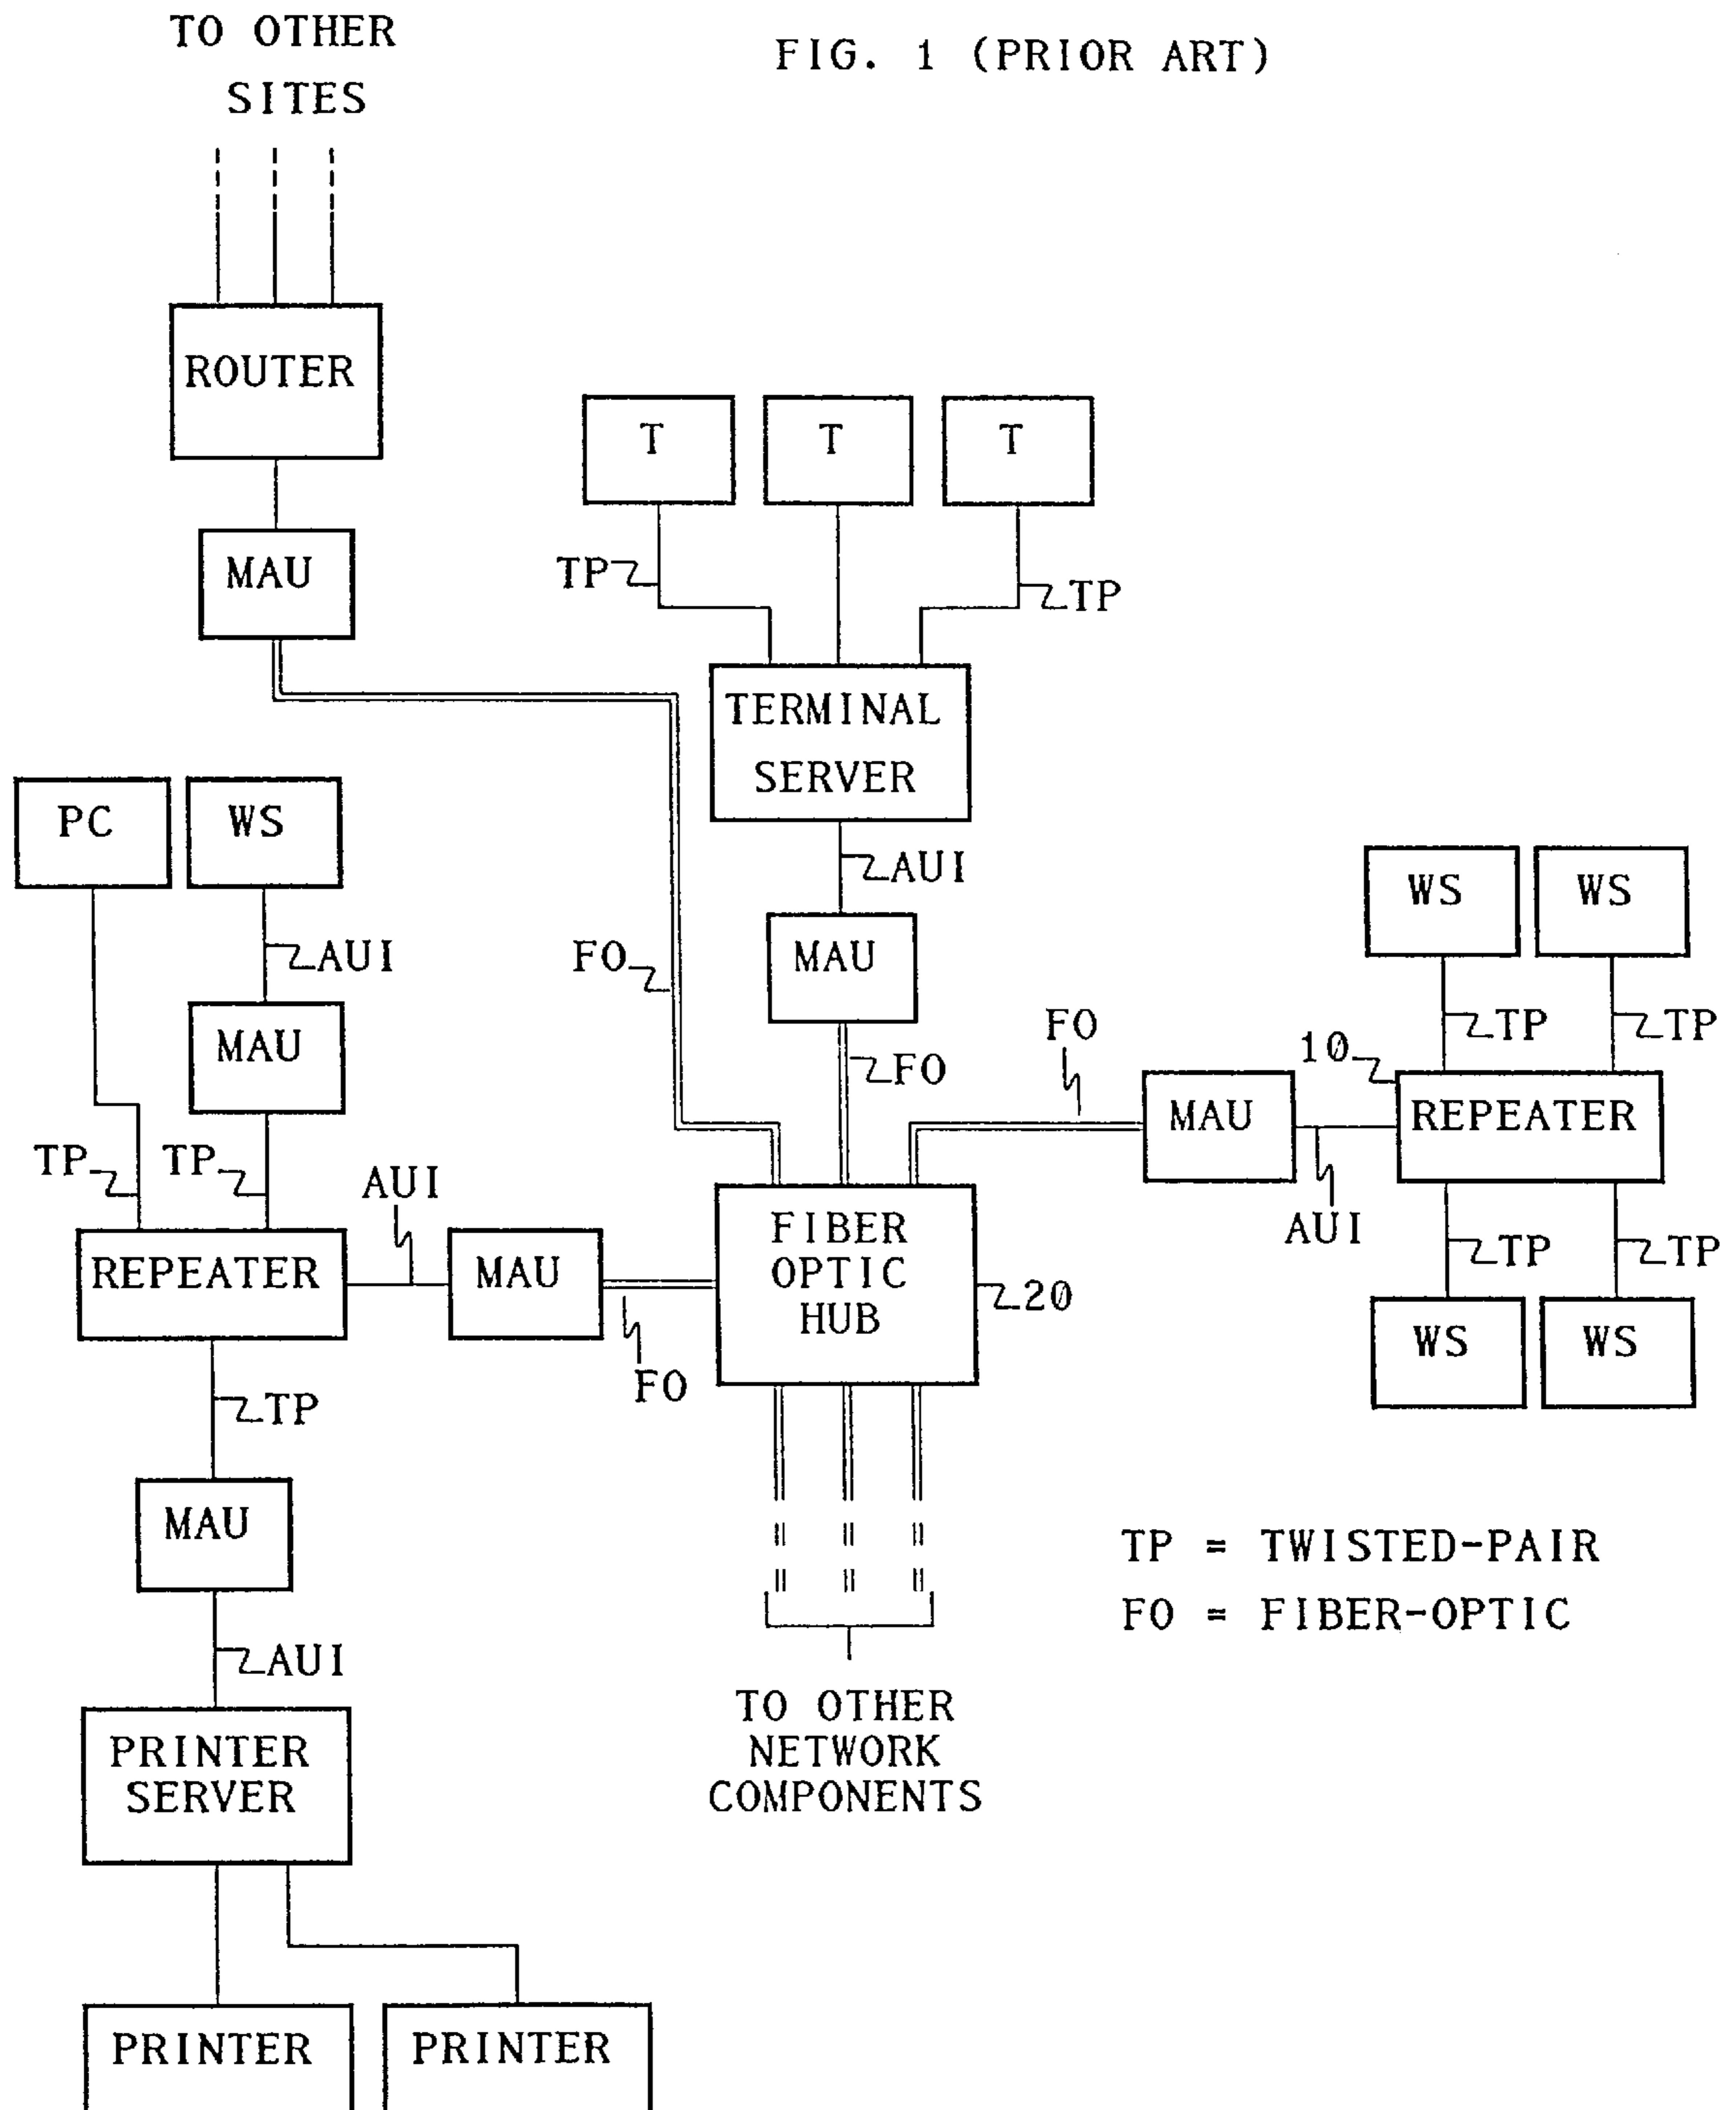 TO OTHER
SITES
FIG. 1 (PRIOR ART)
ROUTER
MAU
T
T
T
TP
TP
TERMINAL
SERVER
AUI
MAU
FO
FO
PC
WS
AUI
MAU
TP
TP
REPEATER
AUI
MAU
FO
FIBER
OPTIC
HUB
20
FO
MAU
AUI
10
REPEATER
WS
WS
TP
TP
TP
TP
WS
WS
TP
MAU
AUI
PRINTER
SERVER
PRINTER
PRINTER
TO OTHER
NETWORK
COMPONENTS
TP = TWISTED-PAIR
FO = FIBER-OPTIC